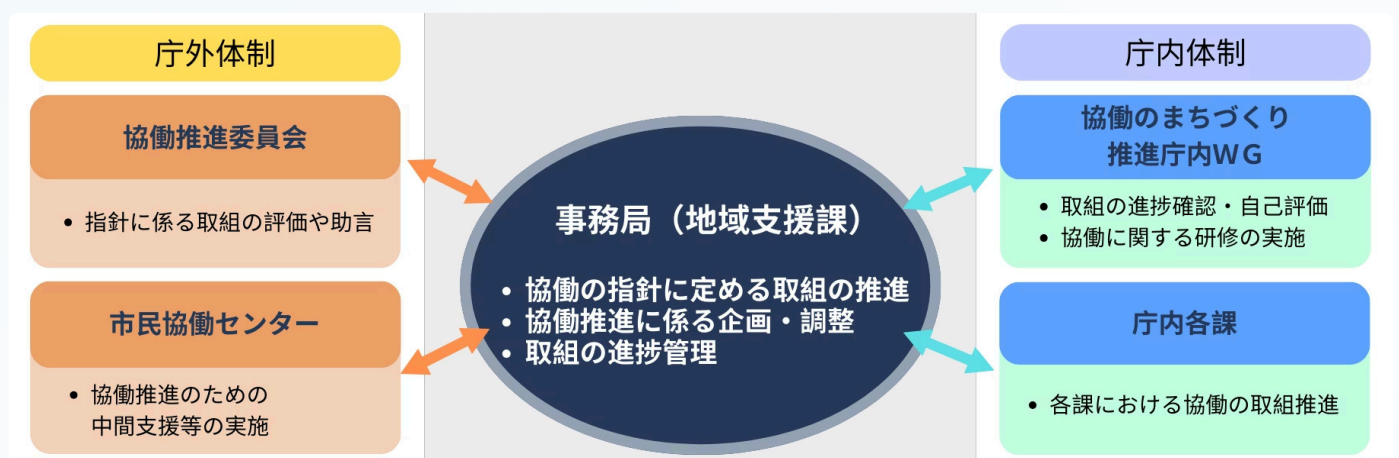 庁外体制
協働推進委員会
• 指針に係る取組の評価や助言
市民協働センター
• 協働推進のための
中間支援等の実施
事務局（地域支援課）
• 協働の指針に定める取組の推進
• 協働推進に係る企画・調整
• 取組の進捗管理
庁内体制
協働のまちづくり
推進庁内WG
• 取組の進捗確認・自己評価
• 協働に関する研修の実施
庁内各課
• 各課における協働の取組推進